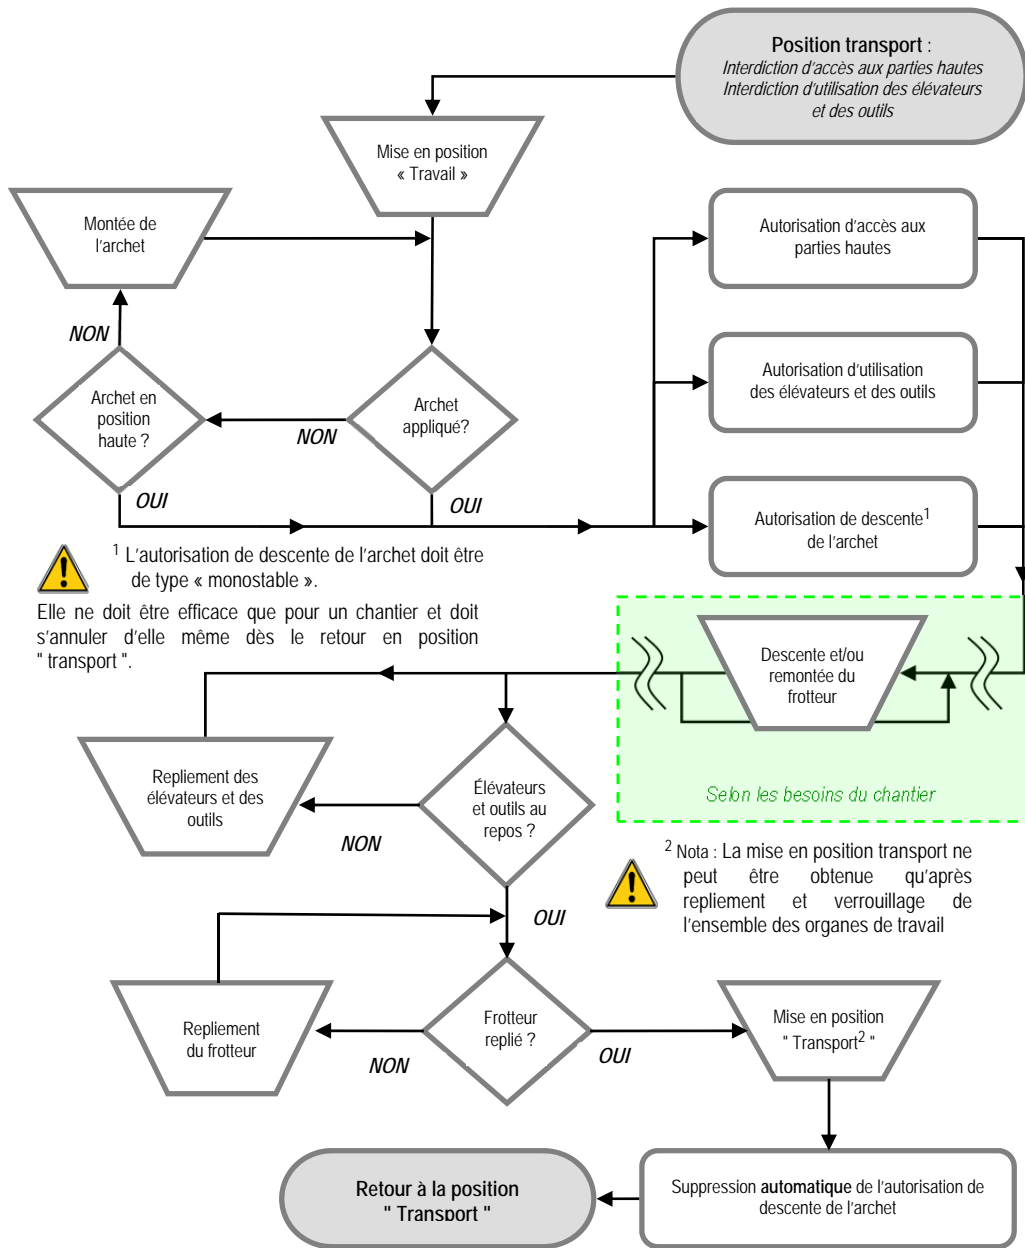 Position transport :
Interdiction d'accès aux parties hautes
Interdiction d'utilisation des élévateurs
et des outils
Mise en position
« Travail »
Montée de
l'archet
Autorisation d'accès aux
parties hautes
NON
Autorisation d'utilisation
des élévateurs et des outils
Archet en
position
haute ?
NON
Archet
appliqué?
OUI
OUI
Autorisation de descente1
de l'archet
1 L'autorisation de descente de l'archet doit être
de type « monostable ».
Elle ne doit être efficace que pour un chantier et doit
s'annuler d'elle même dès le retour en position
" transport ".
Descente et/ou
remontée du
frotteur
Selon les besoins du chantier
Repliement des
élévateurs et des
outils
NON
Élévateurs
et outils au
repos ?
2 Nota : La mise en position transport ne
peut être obtenue qu'après
repliement et verrouillage de
l'ensemble des organes de travail
OUI
Repliement
du frotteur
NON
Frotteur
replié ?
OUI
Mise en position
" Transport2 "
Retour à la position
" Transport "
Suppression automatique de l'autorisation de
descente de l'archet